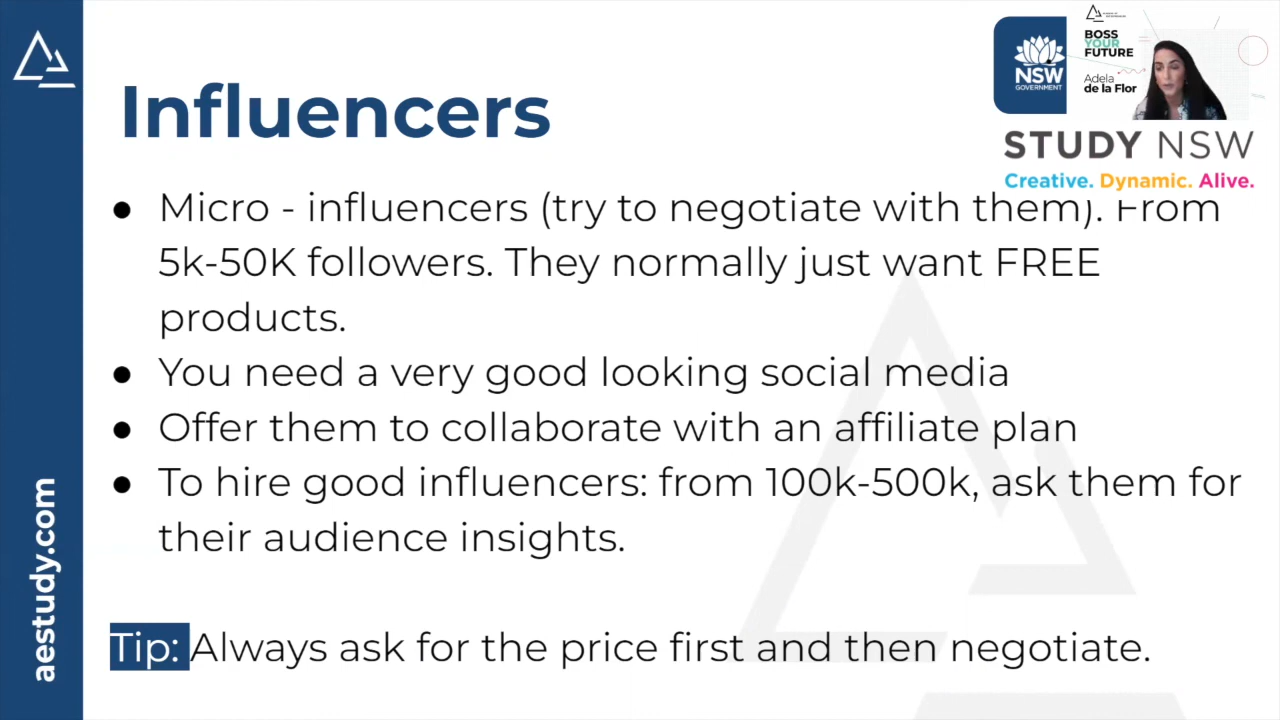 Influencers
● Micro - influencers (try to negotiate with them). From
5k-50K followers. They normally just want FREE
products.
● You need a very good looking social media
● Offer them to collaborate with an affiliate plan
● To hire good influencers: from 100k-500k, ask them for
their audience insights.
Tip: Always ask for the price first and then negotiate.
aestudy.com
NSW
GOVERNMENT
BOSS
YOUR
FUTURE
Adela
de la Flor
STUDY NSW
Creative. Dynamic. Alive.